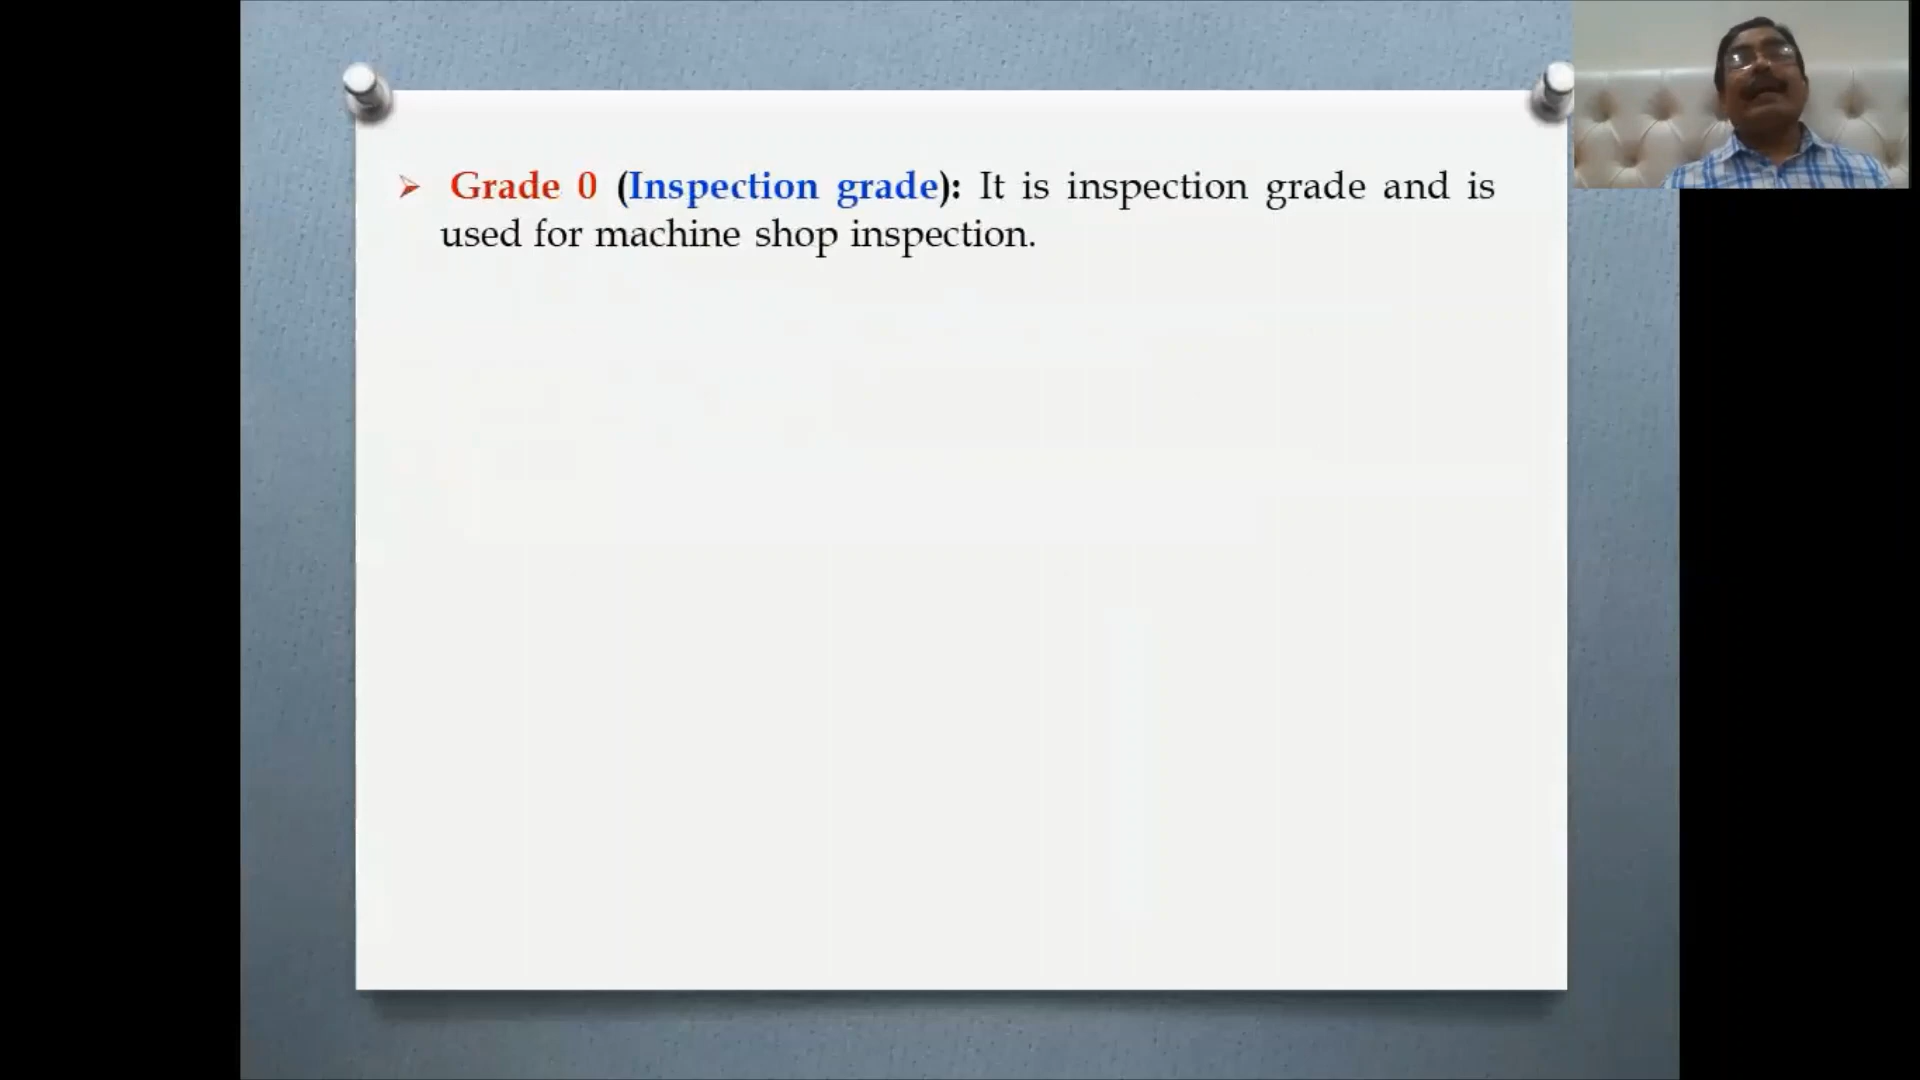 ➢ Grade 0 (Inspection grade): It is inspection grade and is
used for machine shop inspection.